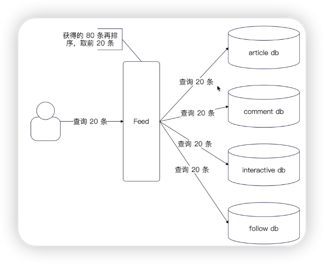 获得的 80 条再排
序，取前 20 条
article db
查询 20 条
comment db
查询 20 条
查询 20 条
Feed
查询 20 条
interactive db
查询 20 条
follow db